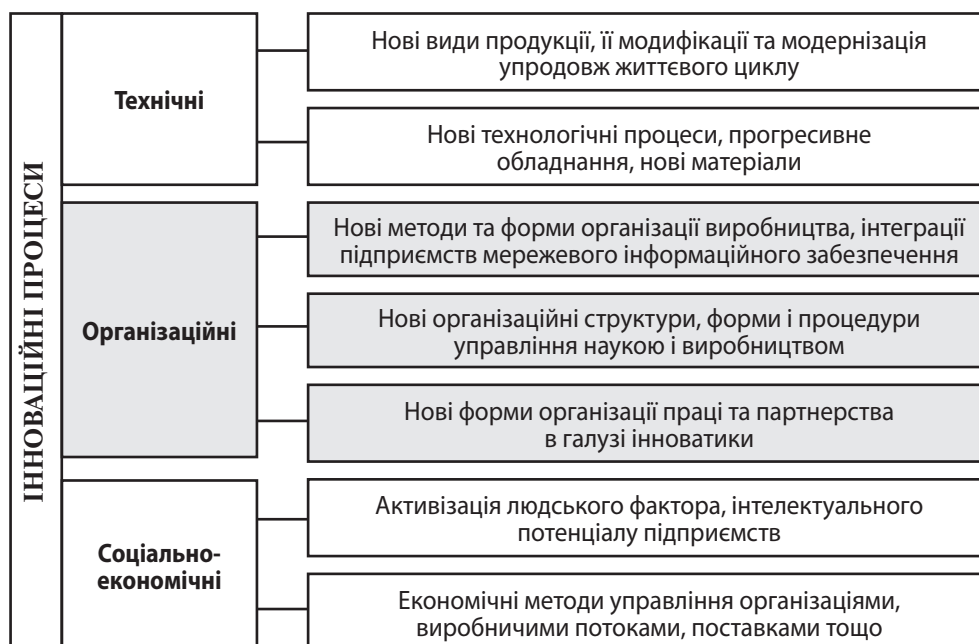 ІННОВАЦІЙНІ ПРОЦЕСИ
Технічні
Нові види продукції, її модифікації та модернізація
упродовж життєвого циклу
Нові технологічні процеси, прогресивне
обладнання, нові матеріали
Організаційні
Нові методи та форми організації виробництва, інтеграції
підприємств мережевого інформаційного забезпечення
Нові організаційні структури, форми і процедури
управління наукою і виробництвом
Нові форми організації праці та партнерства
в галузі інноватики
Соціально-
економічні
Активізація людського фактора, інтелектуального
потенціалу підприємств
Економічні методи управління організаціями,
виробничими потоками, поставками тощо